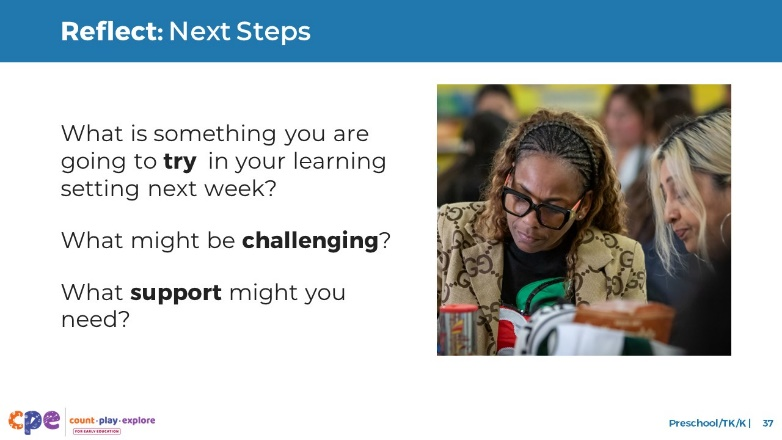 Reflect: Next Steps
What is something you are
going to try in your learning
setting next week?
What might be challenging?
What support might you
need?
cpe
count·play·explore
FOR EARLY EDUCATION
Preschool/TK/K | 37